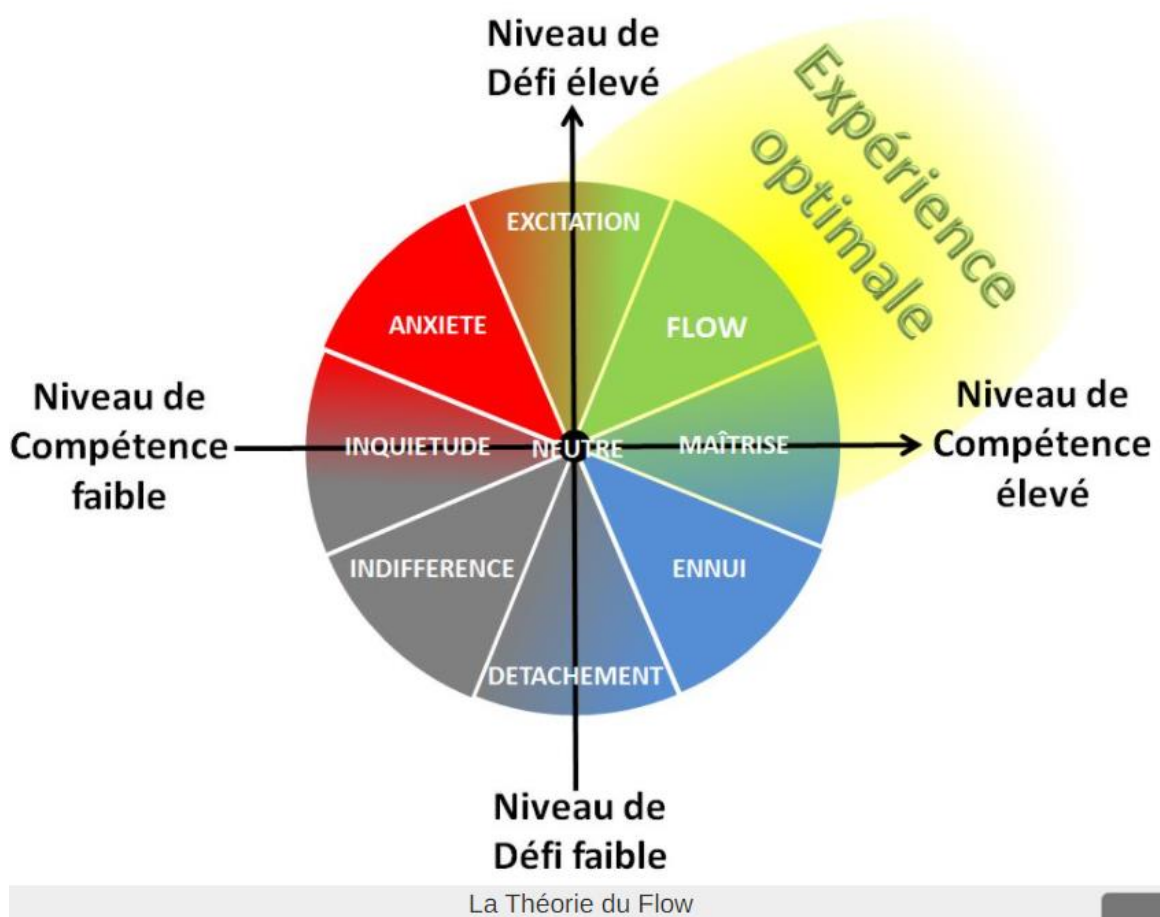 Niveau de
Défi élevé
Expérience
optimale
EXCITATION
ANXIETE
FLOW
Niveau de
Compétence
faible
INQUIETUDE
NEUTRE
MAÎTRISE
Niveau de
Compétence
élevé
INDIFFERENCE
ENNUI
DETACHEMENT
Niveau de
Défi faible
La Théorie du Flow